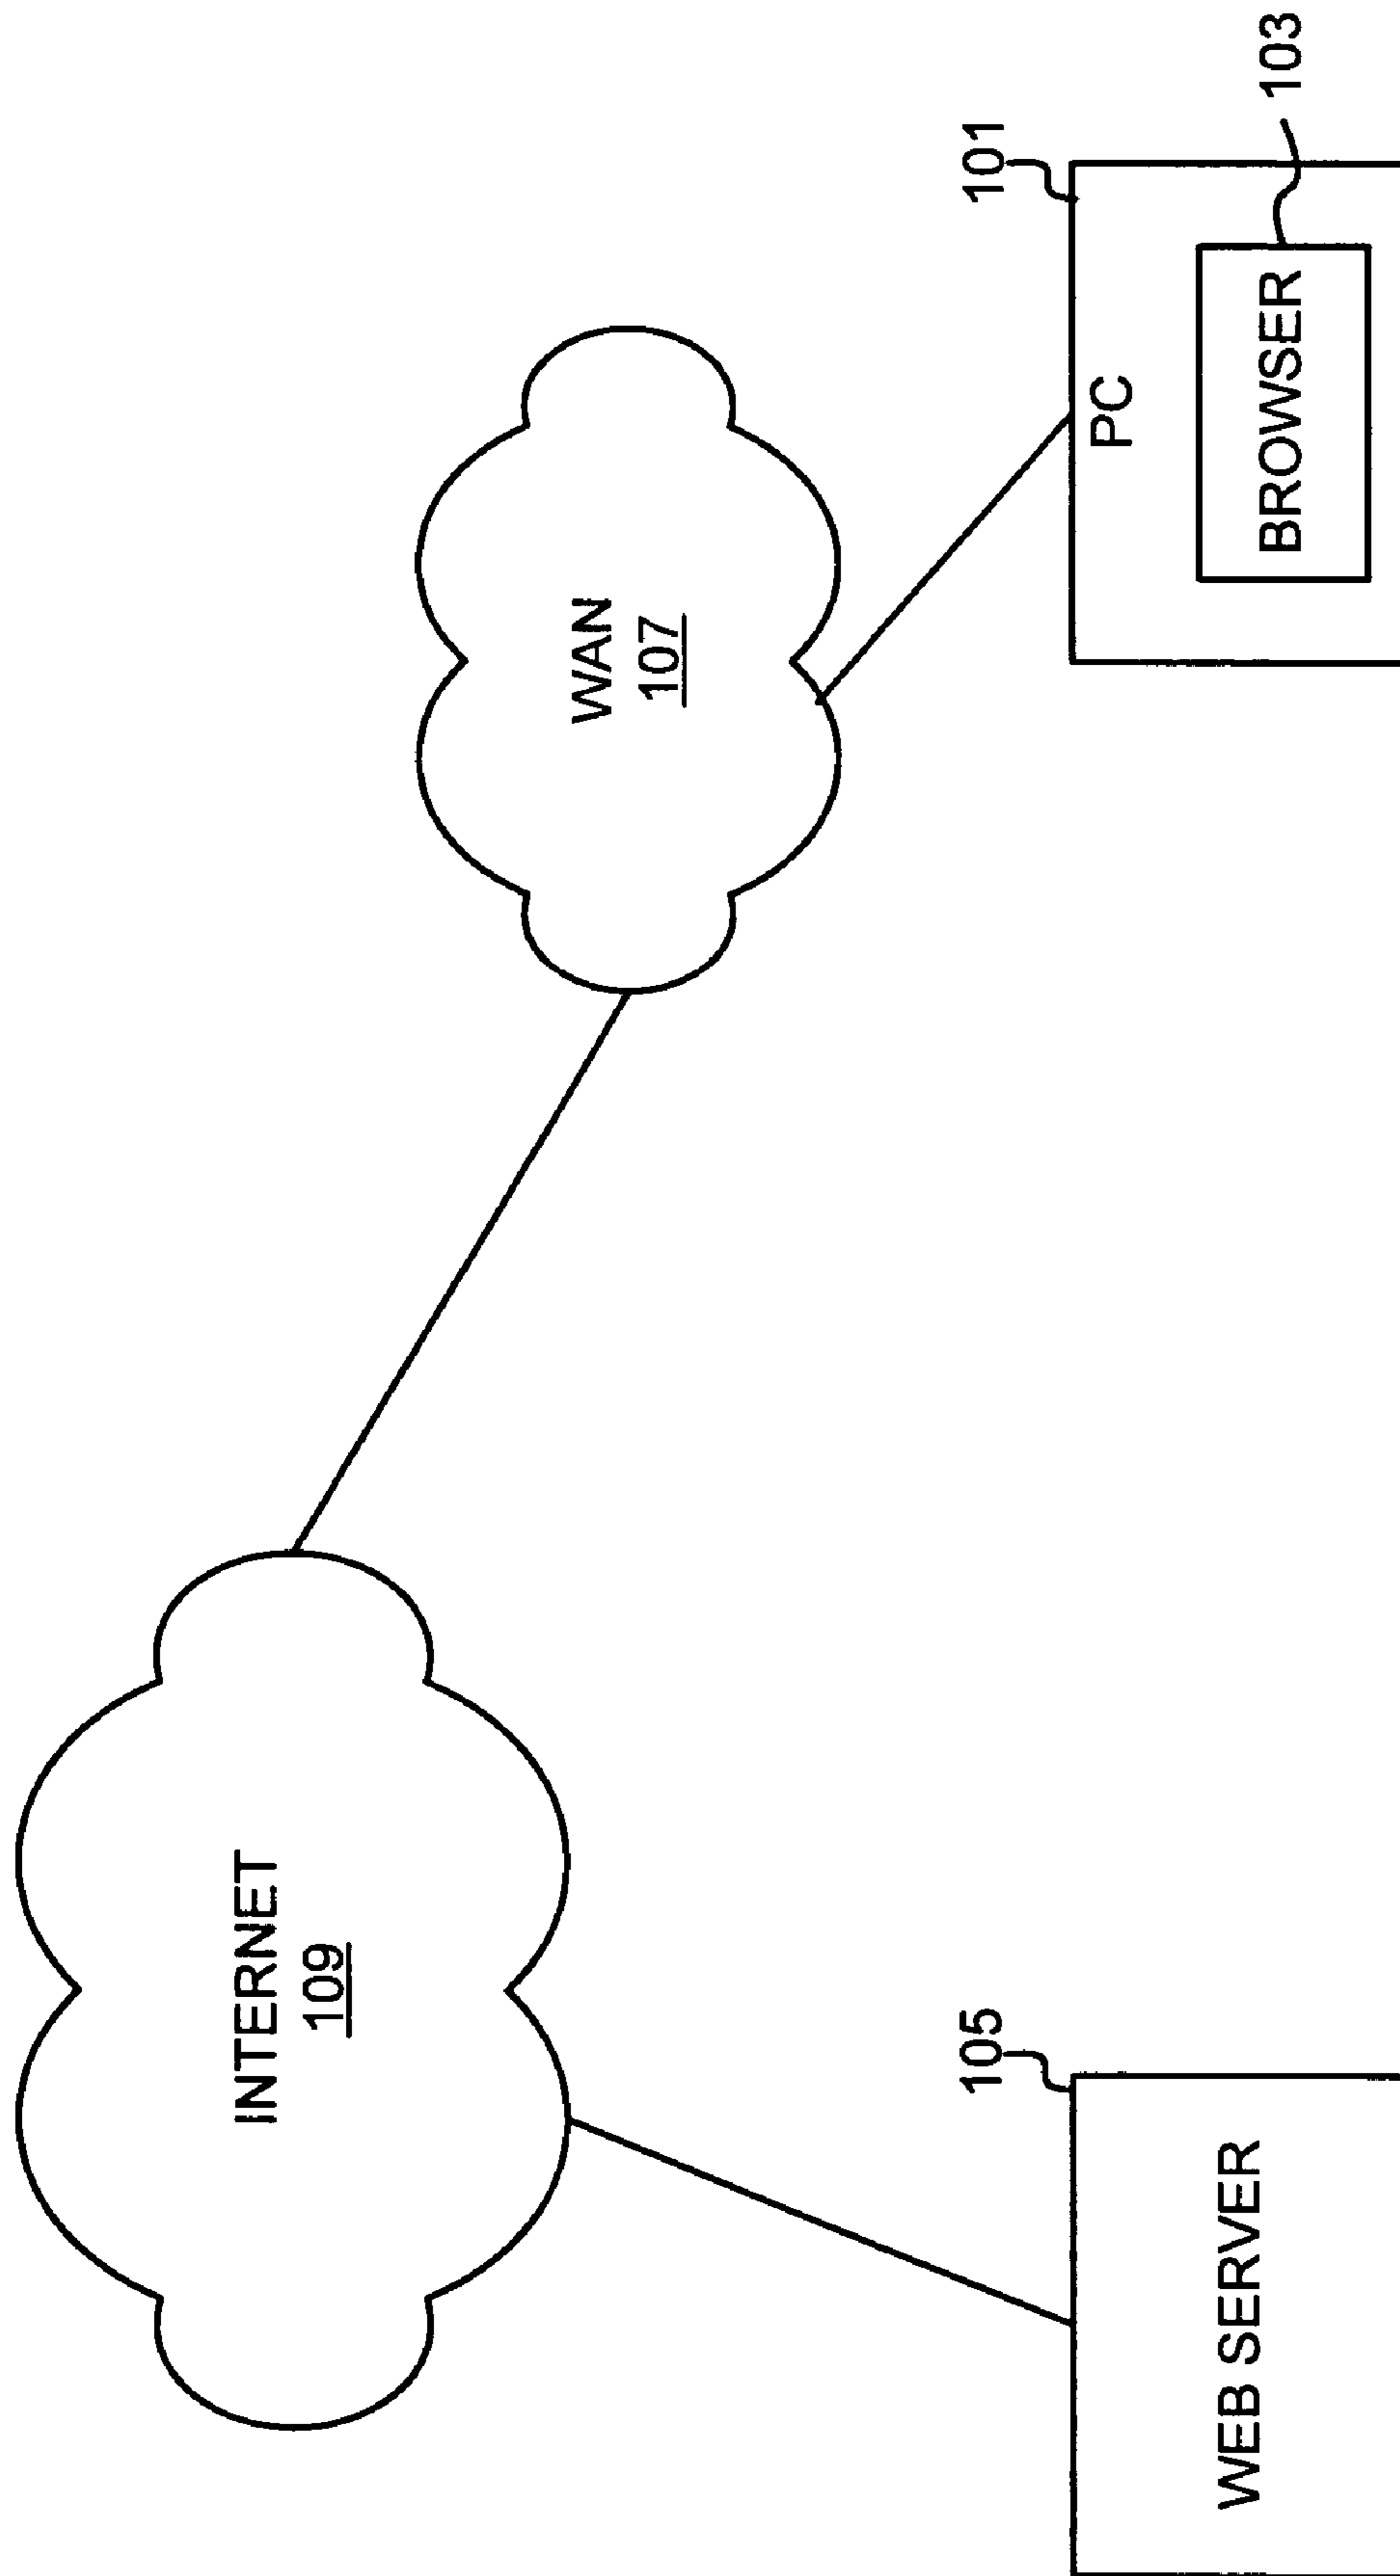 INTERNET
109
WAN
107
105
WEB SERVER
101
PC
BROWSER
103